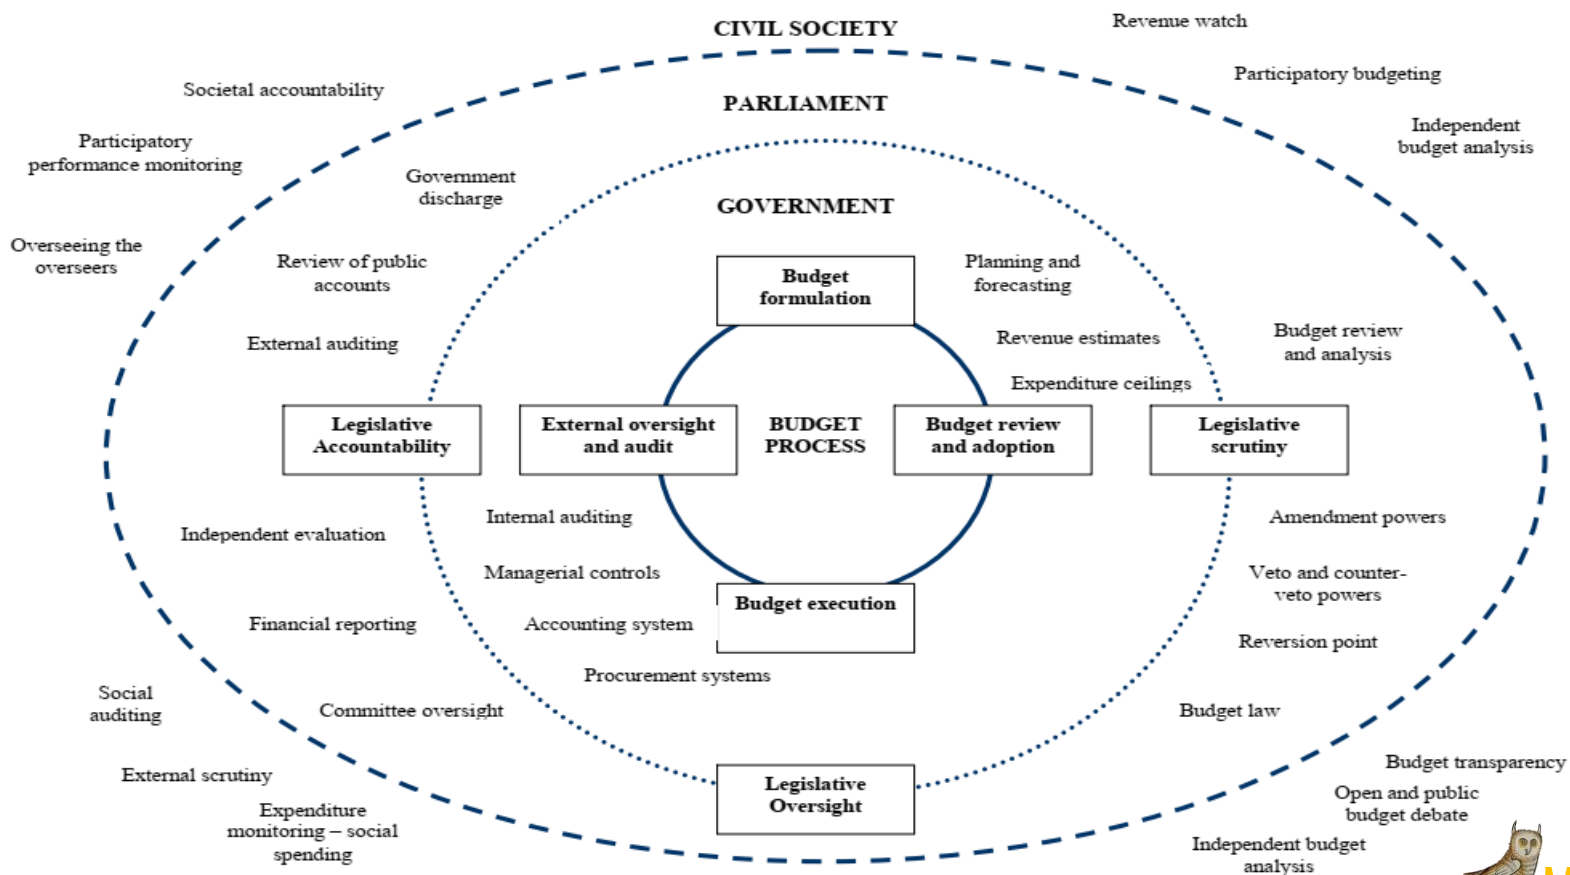 CIVIL SOCIETY
Revenue watch
Societal accountability
Participatory budgeting
PARLIAMENT
Participatory
performance monitoring
Independent
budget analysis
Government
discharge
GOVERNMENT
Overseeing the
overseers
Review of public
accounts
Budget
formulation
Planning and
forecasting
External auditing
Revenue estimates
Budget review
and analysis
Expenditure ceilings
Legislative
Accountability
External oversight
and audit
BUDGET
PROCESS
Budget review
and adoption
Legislative
scrutiny
Independent evaluation
Internal auditing
Amendment powers
Managerial controls
Veto and counter-
veto powers
Financial reporting
Accounting system
Budget execution
Reversion point
Procurement systems
Social
auditing
Committee oversight
Budget law
External scrutiny
Legislative
Oversight
Budget transparency
Expenditure
monitoring – social
spending
Open and public
budget debate
Independent budget
analysis